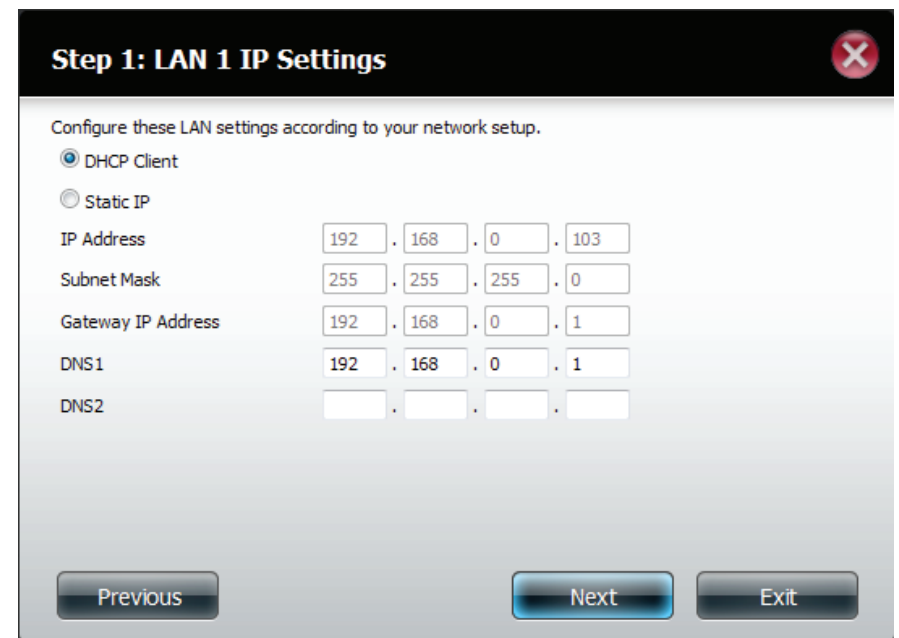 Step 1: LAN 1 IP Settings
Configure these LAN settings according to your network setup.
DHCP Client
Static IP
IP Address 192 . 168 . 0 . 103
Subnet Mask 255 . 255 . 255 . 0
Gateway IP Address 192 . 168 . 0 . 1
DNS1 192 . 168 . 0 . 1
DNS2 . . .
Previous Next Exit